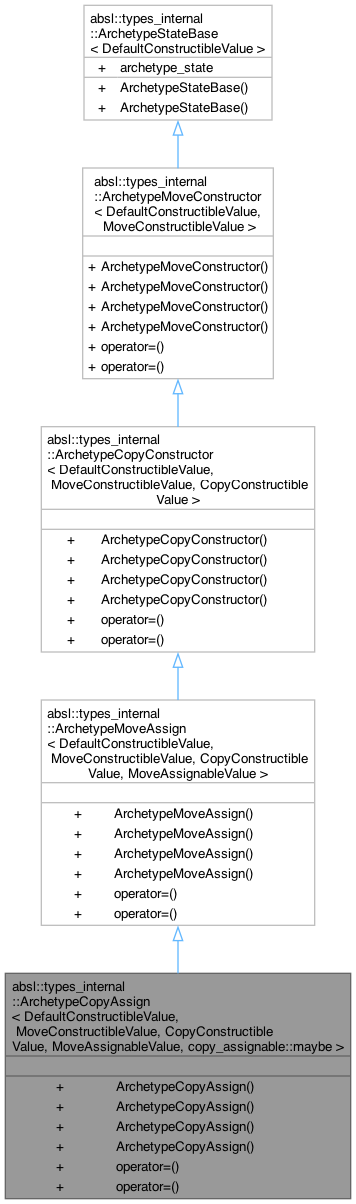 absl::types_internal
::ArchetypeStateBase
< DefaultConstructibleValue >
+ archetype_state
+ ArchetypeStateBase()
+ ArchetypeStateBase()
absl::types_internal
::ArchetypeMoveConstructor
< DefaultConstructibleValue,
MoveConstructibleValue >
+ ArchetypeMoveConstructor()
+ ArchetypeMoveConstructor()
+ ArchetypeMoveConstructor()
+ ArchetypeMoveConstructor()
+ operator=()
+ operator=()
absl::types_internal
::ArchetypeCopyConstructor
< DefaultConstructibleValue,
MoveConstructibleValue, CopyConstructible
Value >
+ ArchetypeCopyConstructor()
+ ArchetypeCopyConstructor()
+ ArchetypeCopyConstructor()
+ ArchetypeCopyConstructor()
+ operator=()
+ operator=()
absl::types_internal
::ArchetypeMoveAssign
< DefaultConstructibleValue,
MoveConstructibleValue, CopyConstructible
Value, MoveAssignableValue >
+ ArchetypeMoveAssign()
+ ArchetypeMoveAssign()
+ ArchetypeMoveAssign()
+ ArchetypeMoveAssign()
+ operator=()
+ operator=()
absl::types_internal
::ArchetypeCopyAssign
< DefaultConstructibleValue,
MoveConstructibleValue, CopyConstructible
Value, MoveAssignableValue, copy_assignable::maybe >
+ ArchetypeCopyAssign()
+ ArchetypeCopyAssign()
+ ArchetypeCopyAssign()
+ ArchetypeCopyAssign()
+ operator=()
+ operator=()